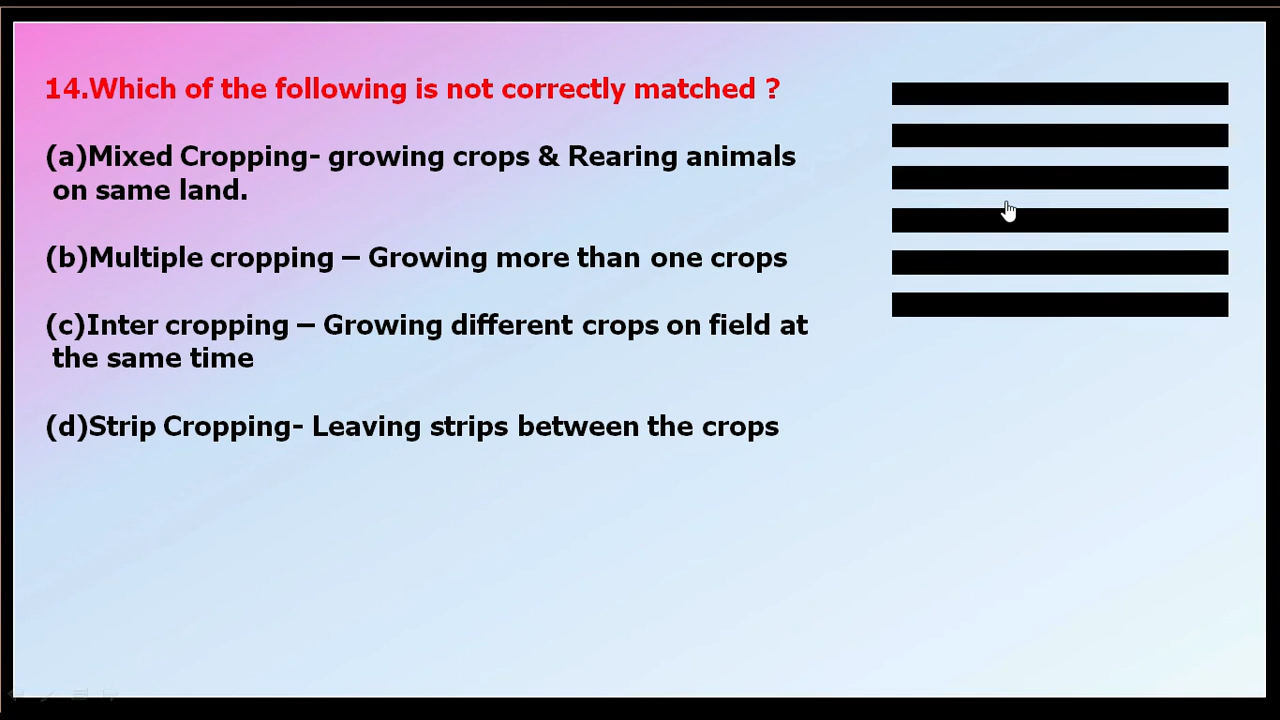 14.Which of the following is not correctly matched ?
(a)Mixed Cropping- growing crops & Rearing animals
on same land.
(b)Multiple cropping – Growing more than one crops
(c)Inter cropping – Growing different crops on field at
the same time
(d)Strip Cropping- Leaving strips between the crops